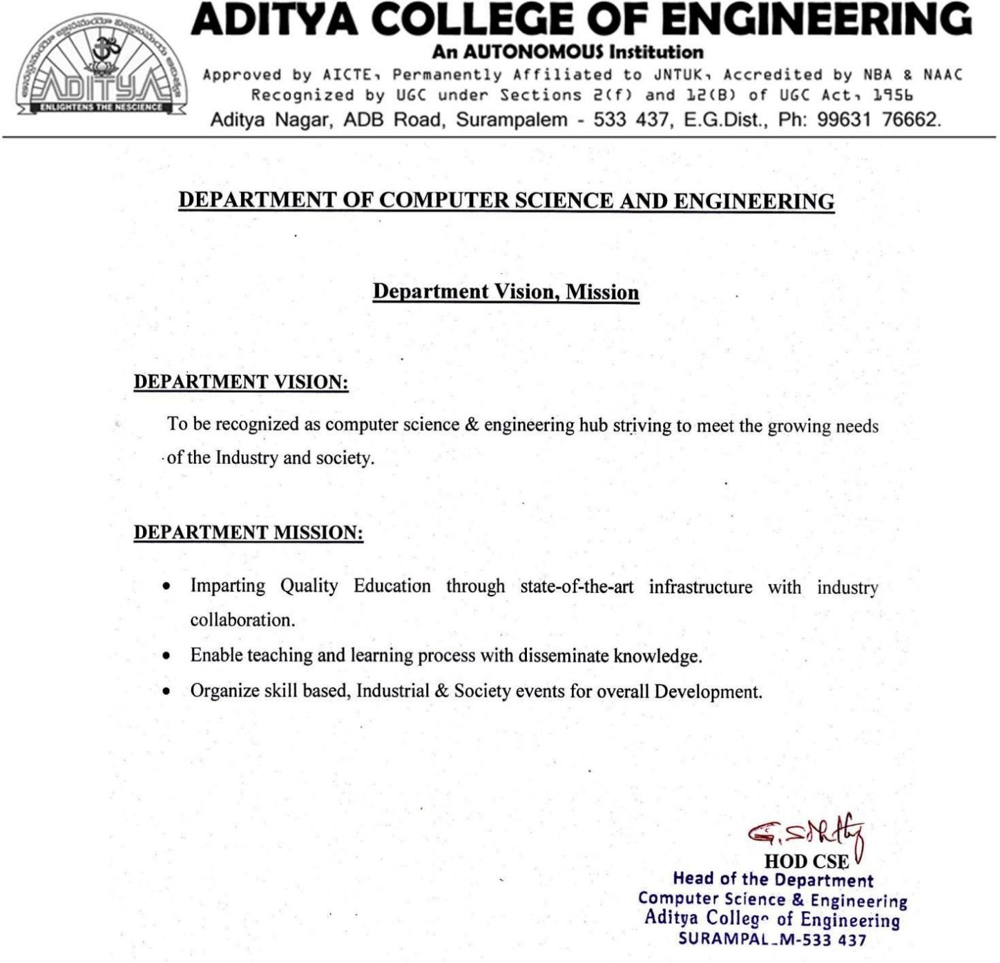 ADITYA COLLEGE OF ENGINEERING
An AUTONOMOUS Institution
Approved by AICTE, Permanently Affiliated to JNTUK, Accredited by NBA & NAAC
Recognized by UGC under Sections 2(f) and 12(B) of UGC Act, 1956
Aditya Nagar, ADB Road, Surampalem - 533 437, E.G.Dist., Ph: 99631 76662.
ADITYA
ENLIGHTENS THE NESCIENCE
DEPARTMENT OF COMPUTER SCIENCE AND ENGINEERING
Department Vision, Mission
DEPARTMENT VISION:
To be recognized as computer science & engineering hub striving to meet the growing needs
of the Industry and society.
DEPARTMENT MISSION:
• Imparting Quality Education through state-of-the-art infrastructure with industry
collaboration.
• Enable teaching and learning process with disseminate knowledge.
• Organize skill based, Industrial & Society events for overall Development.
HOD CSE
Head of the Department
Computer Science & Engineering
Aditya College of Engineering
SURAMPAL_M-533 437